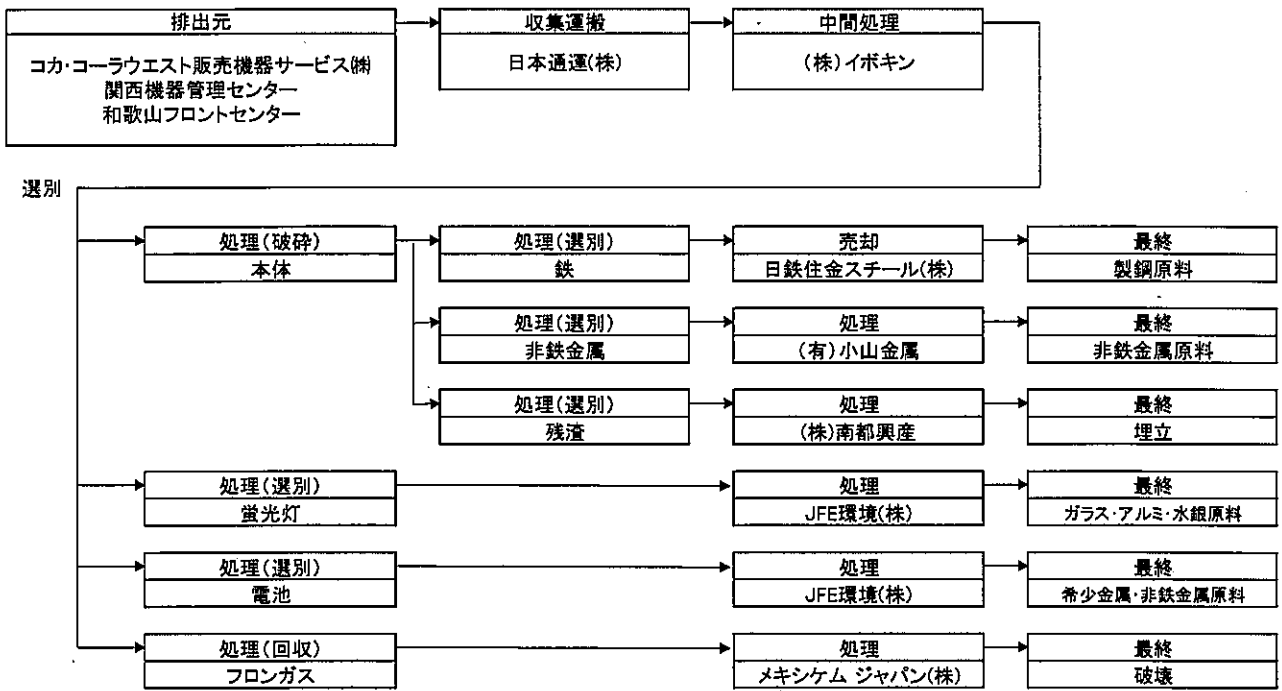 排出元
コカ・コーラウエスト販売機器サービス㈱
関西機器管理センター
和歌山フロントセンター
収集運搬
日本通運(株)
中間処理
(株)イボキン
選別
処理(破砕)
本体
処理(選別)
鉄
売却
日鉄住金スチール(株)
最終
製鋼原料
処理(選別)
非鉄金属
処理
(有)小山金属
最終
非鉄金属原料
処理(選別)
残渣
処理
(株)南都興産
最終
埋立
処理(選別)
蛍光灯
処理
JFE環境(株)
最終
ガラス・アルミ・水銀原料
処理(選別)
電池
処理
JFE環境(株)
最終
希少金属・非鉄金属原料
処理(回収)
フロンガス
処理
メキシケム ジャパン(株)
最終
破壊